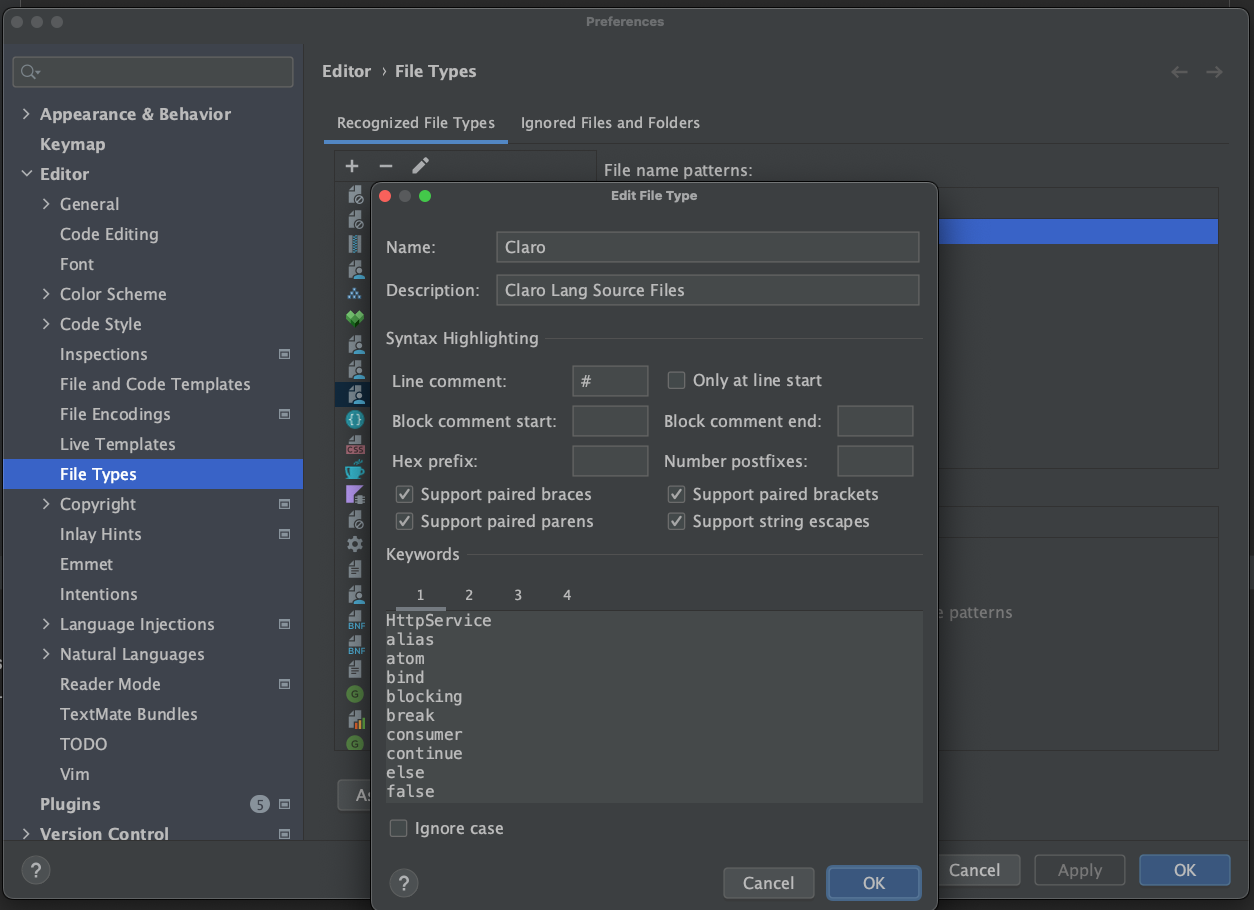 Preferences
Editor › File Types
Appearance & Behavior
Keymap
Editor
General
Code Editing
Font
Color Scheme
Code Style
Inspections
File and Code Templates
File Encodings
Live Templates
File Types
Copyright
Inlay Hints
Emmet
Intentions
Language Injections
Natural Languages
Reader Mode
TextMate Bundles
TODO
Vim
Plugins 5
Version Control
?
Recognized File Types Ignored Files and Folders
File name patterns:
CSS
BNF
BNF
G
G
As
e patterns
Edit File Type
Name: Claro
Description: Claro Lang Source Files
Syntax Highlighting
Line comment: # Only at line start
Block comment start: Block comment end:
Hex prefix: Number postfixes:
Support paired braces Support paired brackets
Support paired parens Support string escapes
Keywords
1 2 3 4
HttpService
alias
atom
bind
blocking
break
consumer
continue
else
false
Ignore case
? Cancel OK
Cancel Apply OK